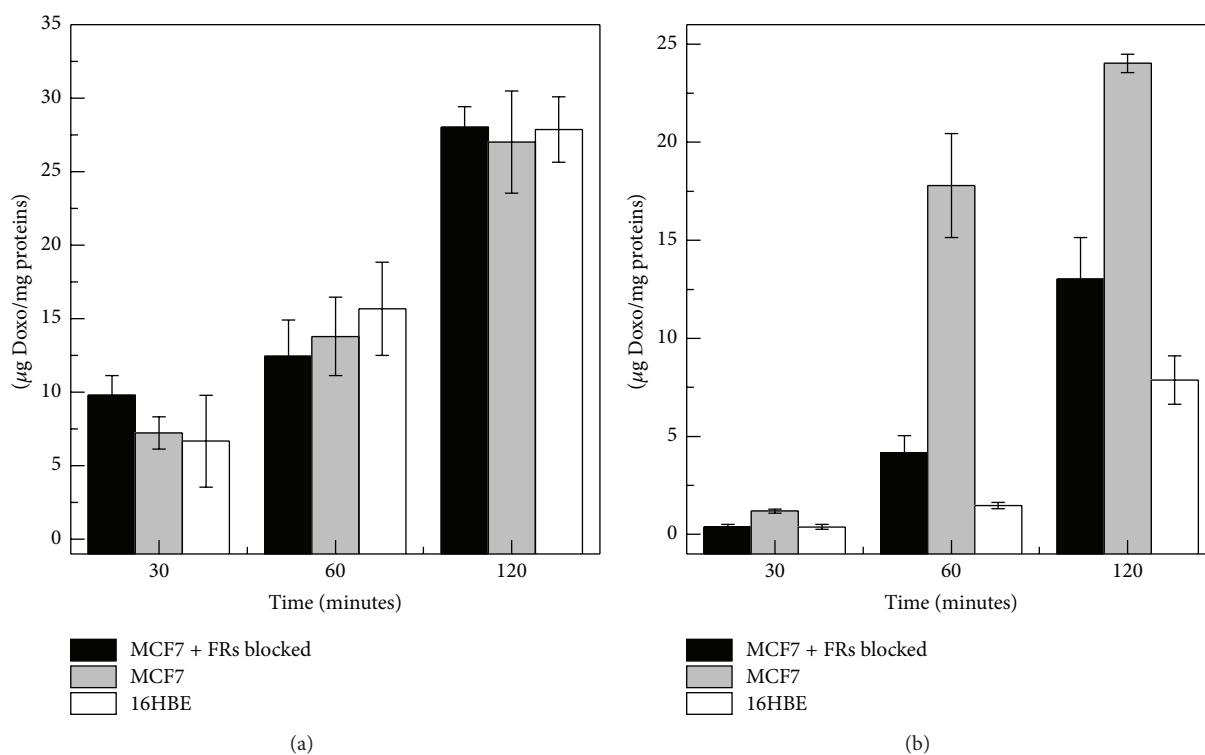 35
30
25
20
15
10
5
0
(µg Doxo/mg proteins)
30
60
120
Time (minutes)
MCF7 + FRs blocked
MCF7
16HBE
(a)
25
20
15
10
5
0
(µg Doxo/mg proteins)
30
60
120
Time (minutes)
MCF7 + FRs blocked
MCF7
16HBE
(b)